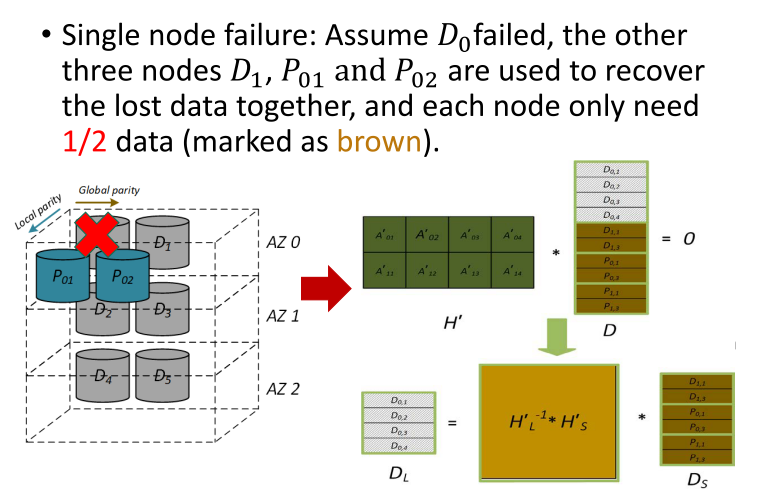 • Single node failure: Assume D₀ failed, the other
three nodes D₁, P₀₁ and P₀₂ are used to recover
the lost data together, and each node only need
1/2 data (marked as brown).
Local parity
Global parity
D₁
AZ 0
P₀₁
P₀₂
D₂
D₃
AZ 1
D₄
D₅
AZ 2
A'₀₁ A'₀₂ A'₀₃ A'₀₄
A'₁₁ A'₁₂ A'₁₃ A'₁₄
H'
*
D₀,₁
D₀,₂
D₀,₃
D₀,₄
D₁,₁
D₁,₃
P₀,₁
P₀,₃
P₁,₁
P₁,₃
D
= 0
D₀,₁
D₀,₂
D₀,₃
D₀,₄
D_L
=
H'_L⁻¹* H'_S
*
D₁,₁
D₁,₃
P₀,₁
P₀,₃
P₁,₁
P₁,₃
D_S